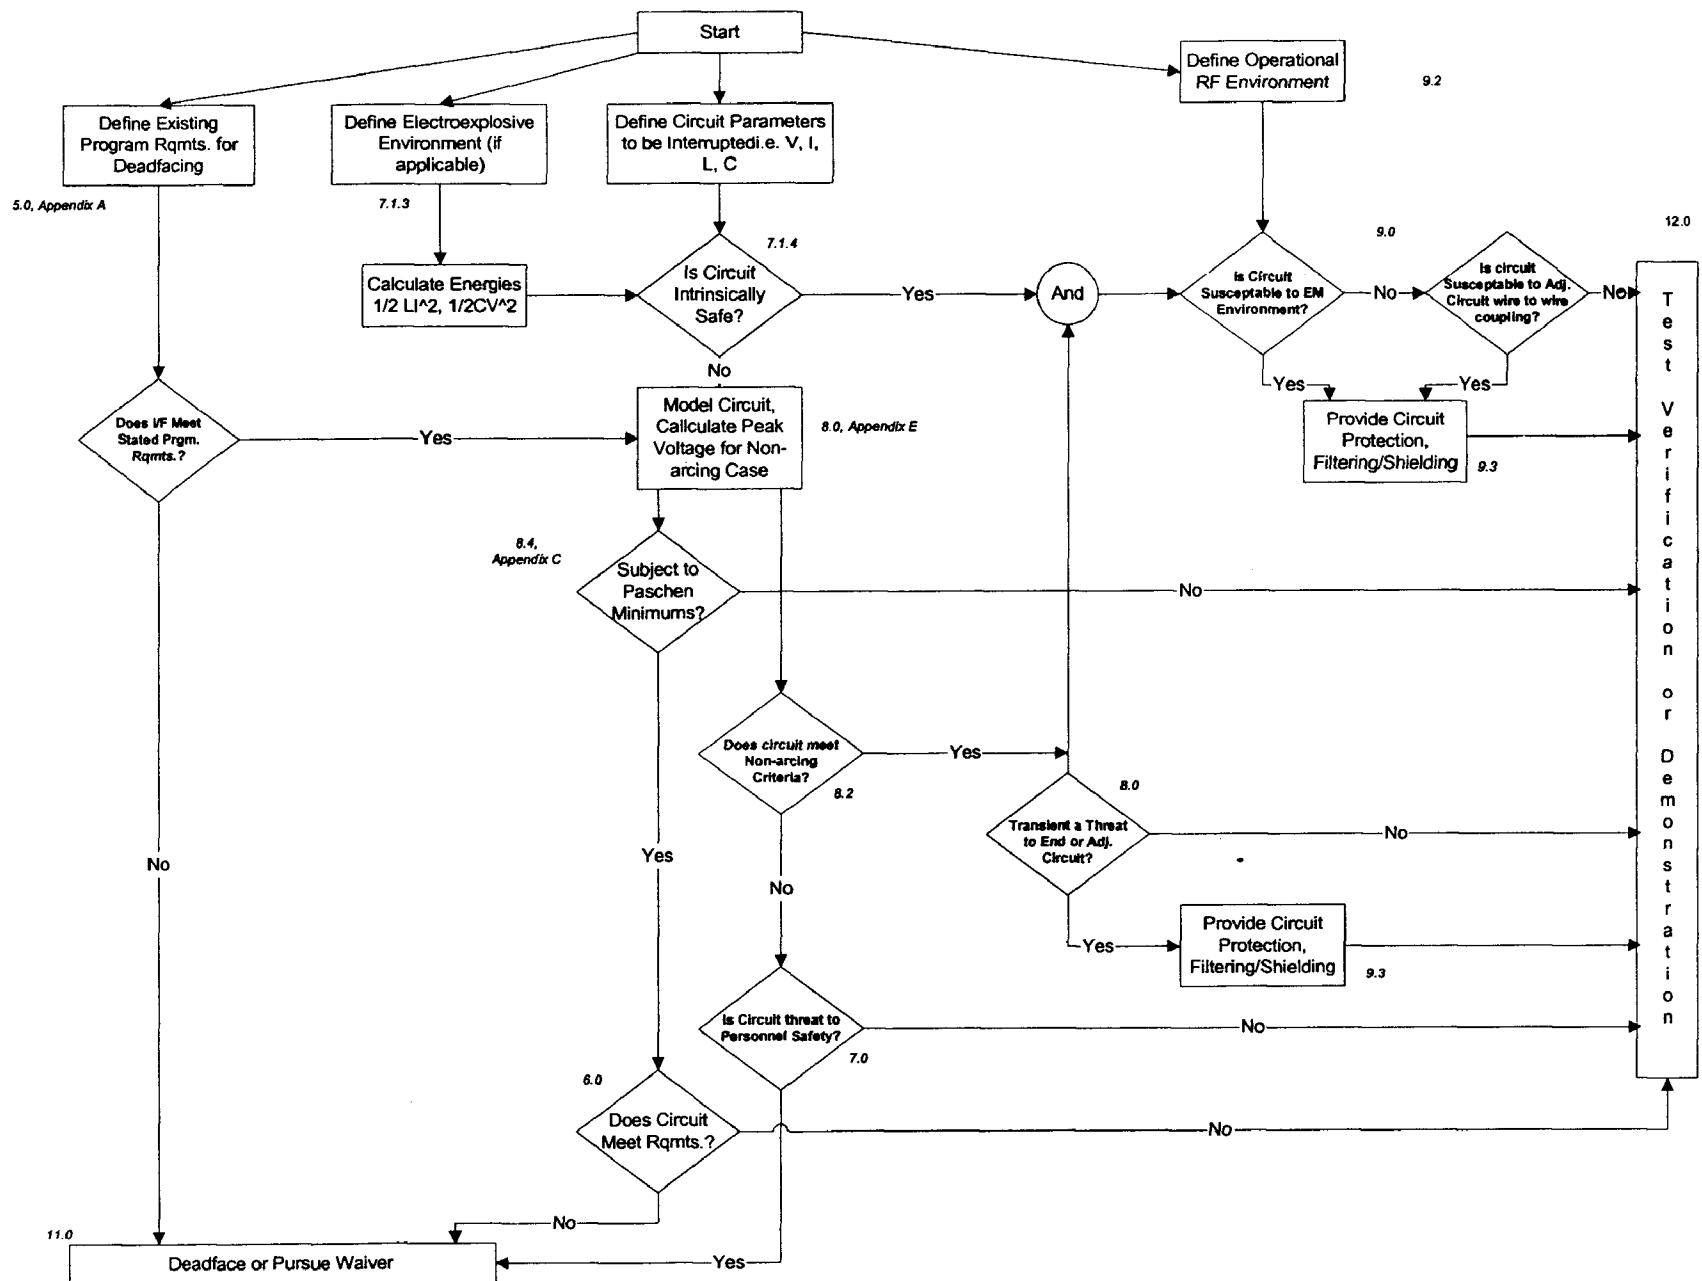 Start
Define Operational
RF Environment
9.2
Define Existing
Program Rqmts. for
Deadfacing
Define Electroexplosive
Environment (if
applicable)
Define Circuit Parameters
to be Interruptedi.e. V, I,
L, C
5.0, Appendix A
7.1.3
7.1.4
9.0
12.0
Calculate Energies
1/2 LI^2, 1/2CV^2
Is Circuit
Intrinsically
Safe?
Yes
And
Is Circuit
Susceptable to EM
Environment?
No
Is circuit
Susceptable to Adj.
Circuit wire to wire
coupling?
No
Test Verification or Demonstration
No
Yes
Yes
Does I/F Meet
Stated Prgm.
Rqmts.?
Yes
Model Circuit,
Callculate Peak
Voltage for Non-
arcing Case
8.0, Appendix E
Provide Circuit
Protection,
Filtering/Shielding
9.3
8.4,
Appendix C
Subject to
Paschen
Minimums?
No
Does circuit meet
Non-arcing
Criteria?
Yes
8.2
8.0
Transient a Threat
to End or Adj.
Circuit?
No
No
Yes
No
Yes
Provide Circuit
Protection,
Filtering/Shielding
9.3
Is Circuit threat to
Personnel Safety?
No
7.0
6.0
Does Circuit
Meet Rqmts.?
No
No
11.0
Deadface or Pursue Waiver
Yes